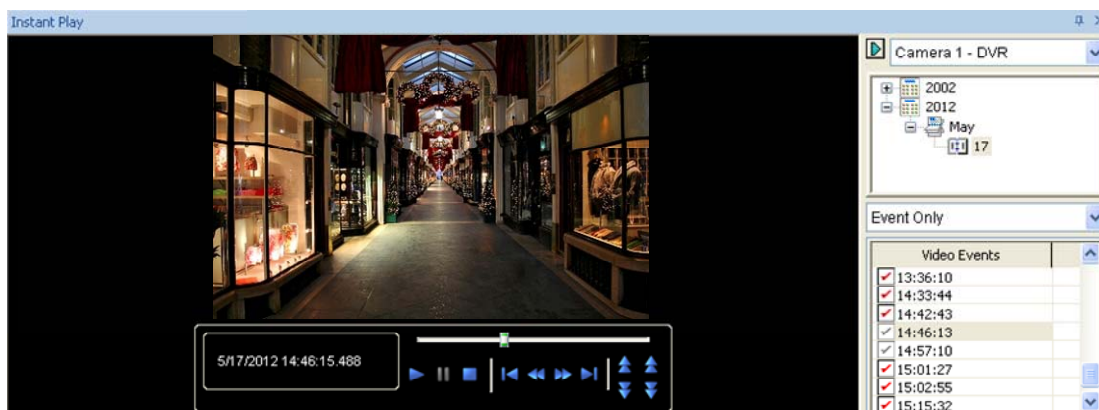 Instant Play
Camera 1 - DVR
2002
2012
May
17
Event Only
Video Events
13:36:10
14:33:44
14:42:43
14:46:13
14:57:10
15:01:27
15:02:55
15:15:32
5/17/2012 14:46:15.488